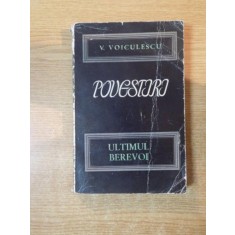 V. VOICULESCU
POVESTIRI
ULTIMUL
BEREVOI